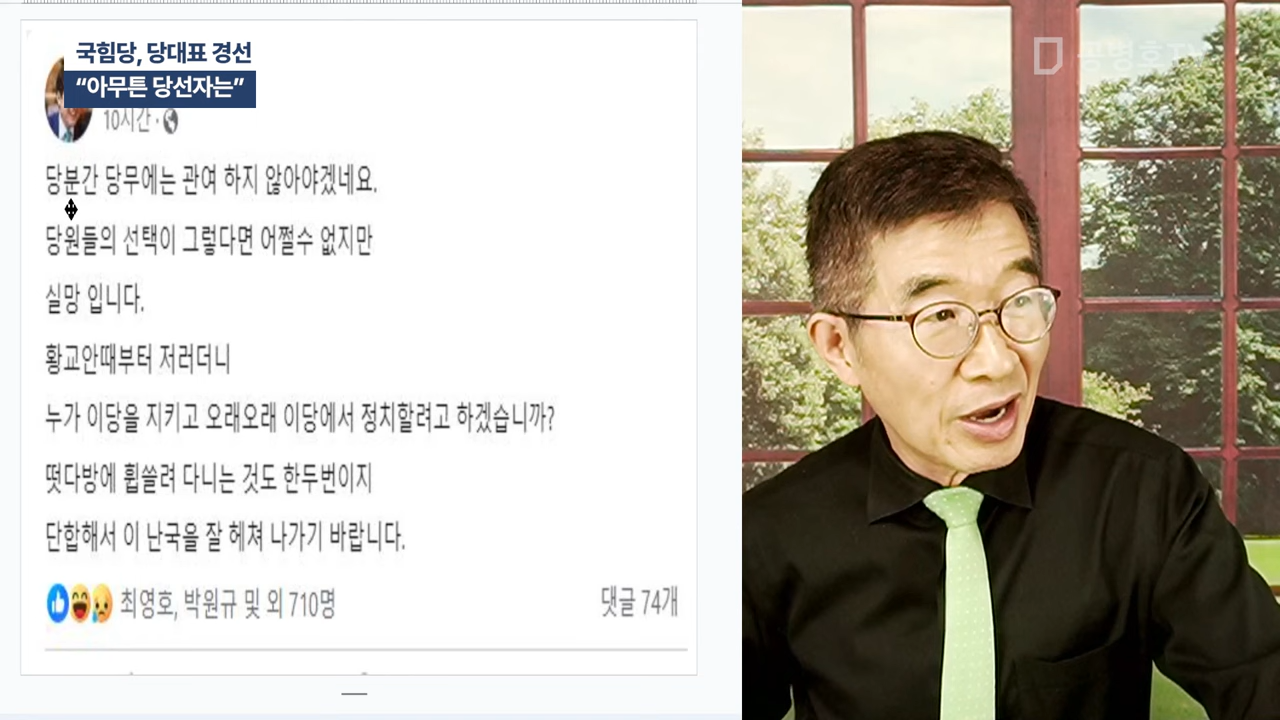 국힘당, 당대표 경선
“아무튼 당선자는”
10시간 ·
당분간 당무에는 관여 하지 않아야겠네요.
당원들의 선택이 그렇다면 어쩔수 없지만
실망 입니다.
황교안때부터 저러더니
누가 이당을 지키고 오래오래 이당에서 정치할려고 하겠습니까?
떳다방에 휩쓸려 다니는 것도 한두번이지
단합해서 이 난국을 잘 헤쳐 나가기 바랍니다.
최영호, 박원규 및 외 710명
댓글 74개
공병호TV